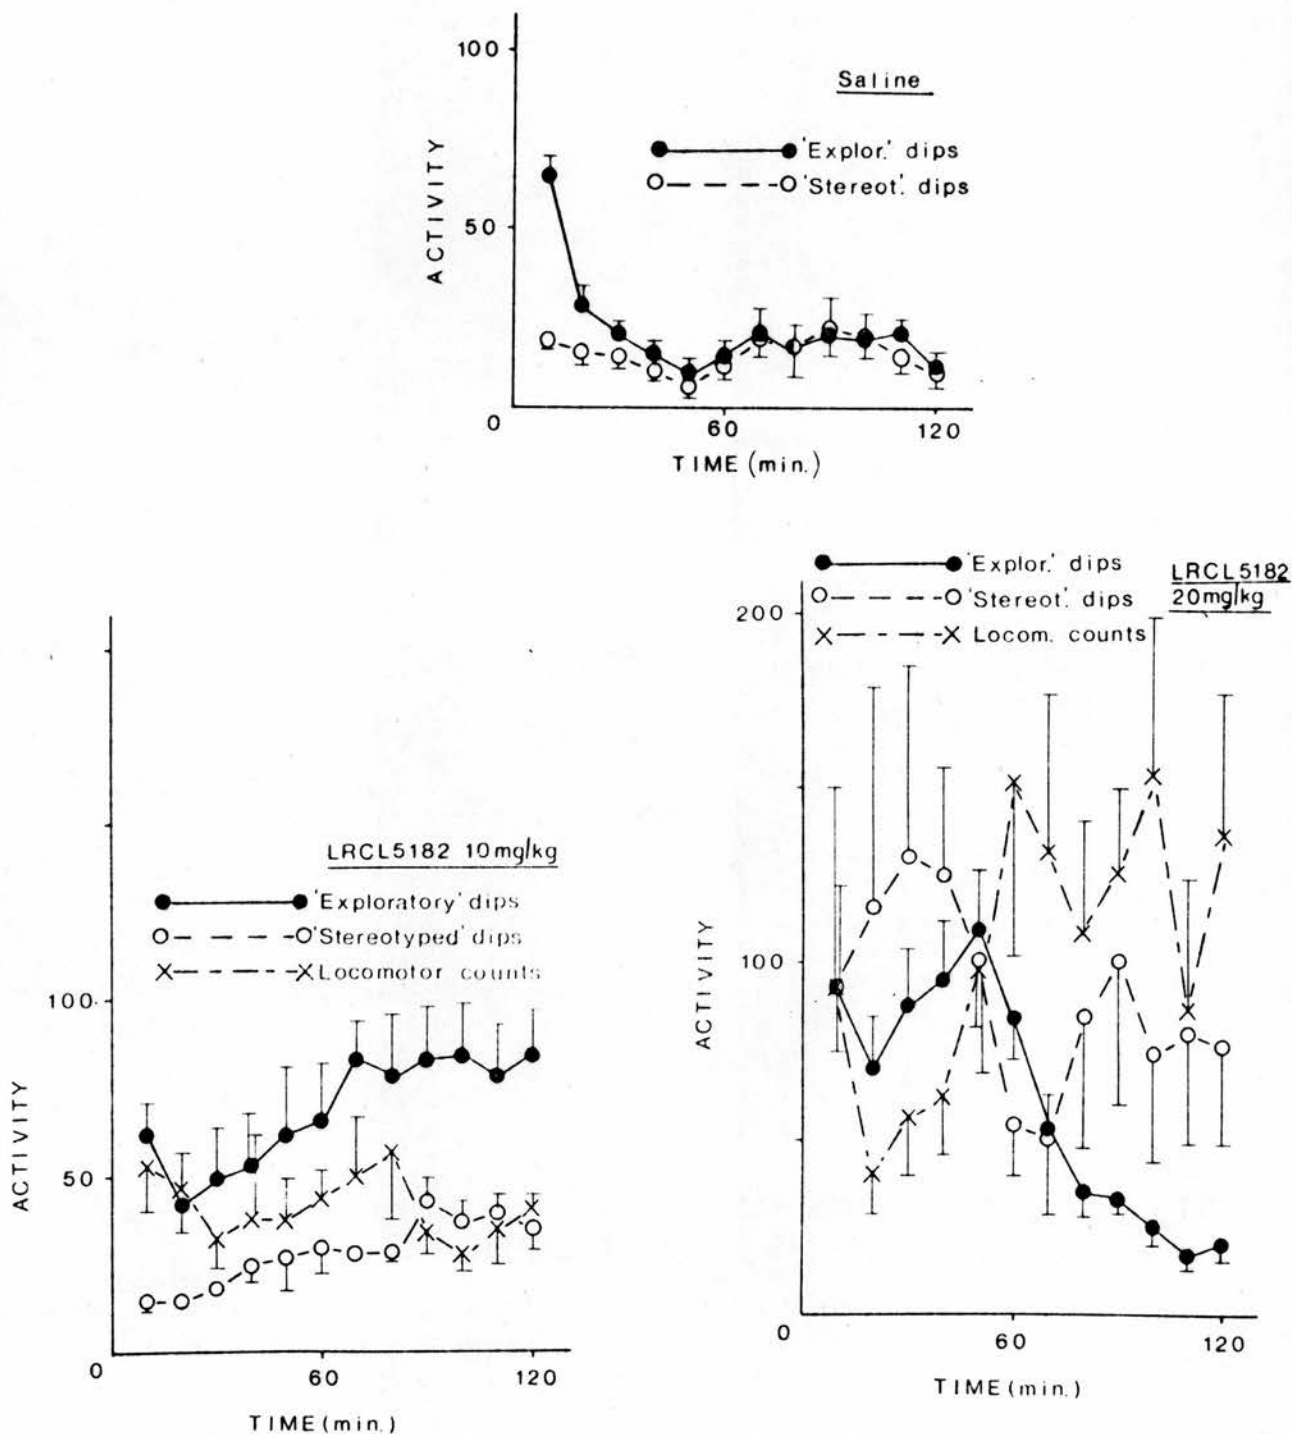 Saline
'Explor.' dips
'Stereot'. dips
ACTIVITY
100
50
0
60
120
TIME (min.)
LRCL5182 10mg/kg
'Exploratory' dips
'Stereotyped' dips
Locomotor counts
ACTIVITY
100
50
0
60
120
TIME (min.)
'Explor.' dips
'Stereot'. dips
Locom. counts
LRCL5182
20mg/kg
ACTIVITY
200
100
0
60
120
TIME (min.)